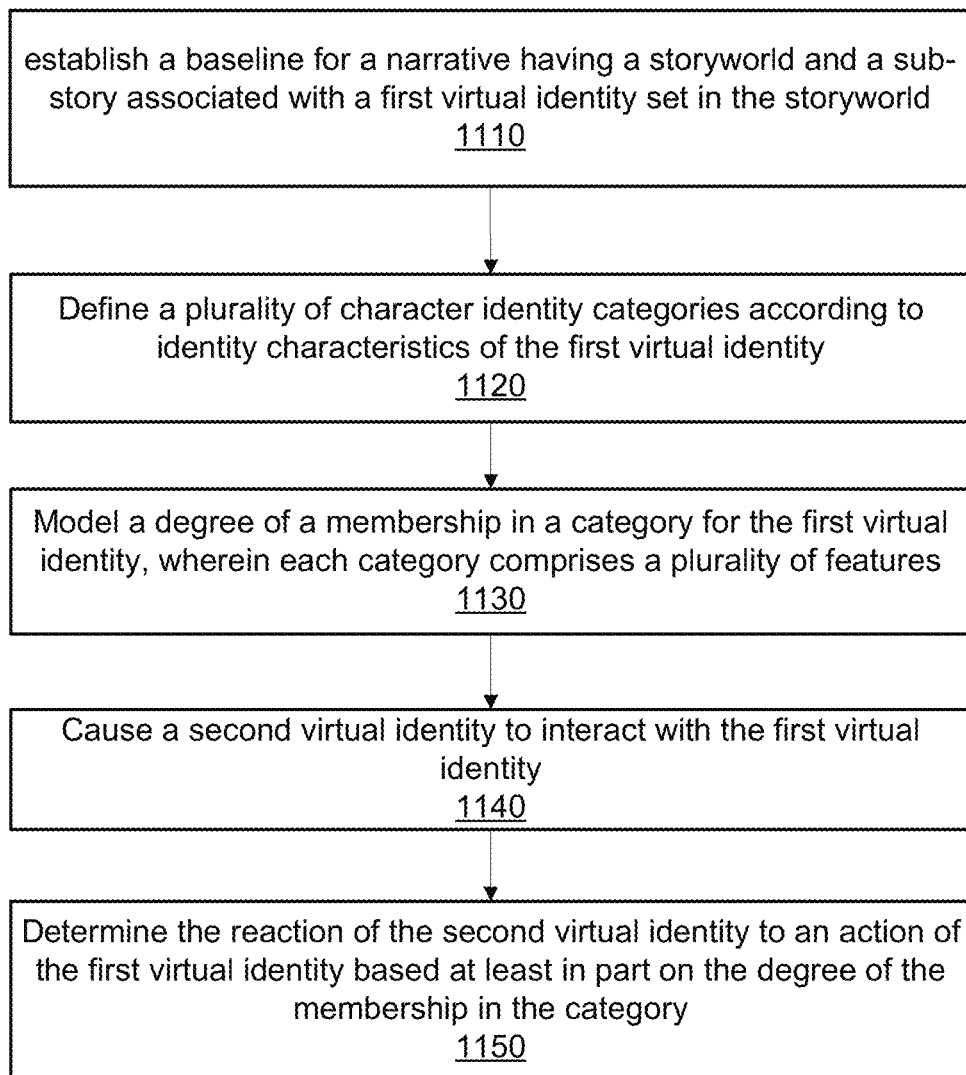 establish a baseline for a narrative having a storyworld and a sub-
story associated with a first virtual identity set in the storyworld
1110
Define a plurality of character identity categories according to
identity characteristics of the first virtual identity
1120
Model a degree of a membership in a category for the first virtual
identity, wherein each category comprises a plurality of features
1130
Cause a second virtual identity to interact with the first virtual
identity
1140
Determine the reaction of the second virtual identity to an action of
the first virtual identity based at least in part on the degree of the
membership in the category
1150